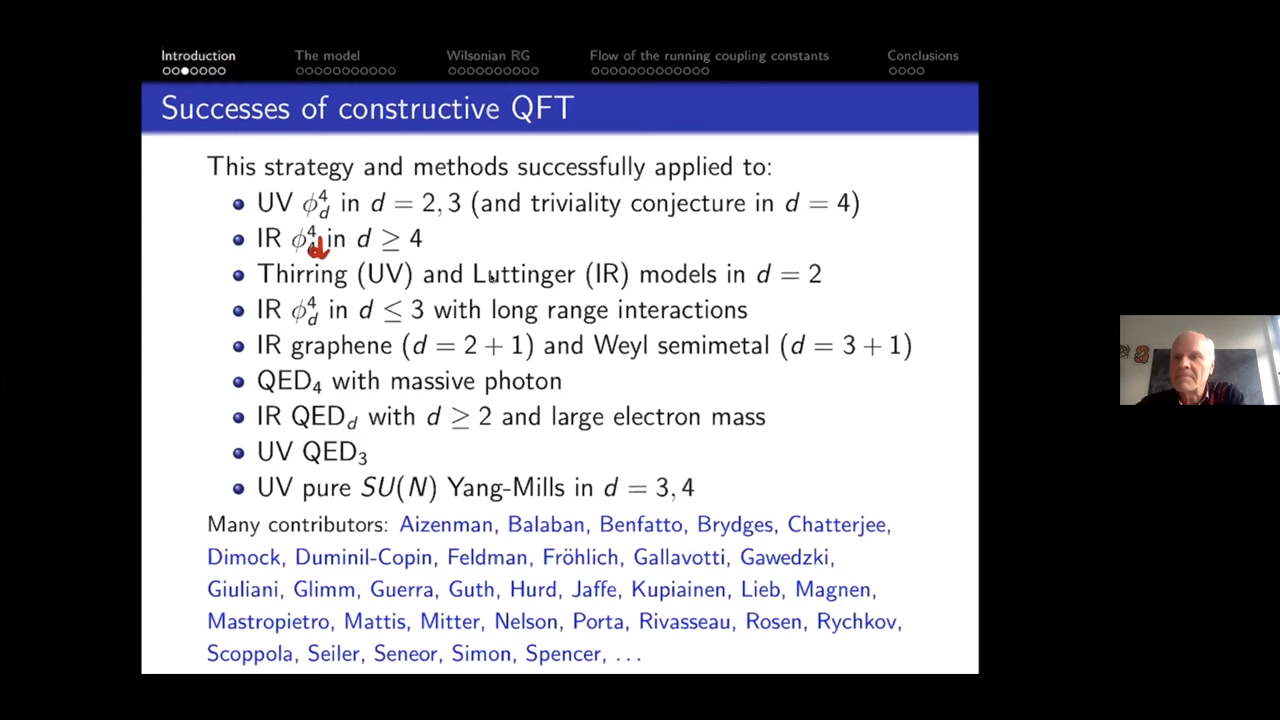 Introduction The model Wilsonian RG Flow of the running coupling constants Conclusions
Successes of constructive QFT
This strategy and methods successfully applied to:
• UV ϕ⁴_d in d = 2, 3 (and triviality conjecture in d = 4)
• IR ϕ⁴_d in d ≥ 4
• Thirring (UV) and Luttinger (IR) models in d = 2
• IR ϕ⁴_d in d ≤ 3 with long range interactions
• IR graphene (d = 2 + 1) and Weyl semimetal (d = 3 + 1)
• QED₄ with massive photon
• IR QED_d with d ≥ 2 and large electron mass
• UV QED₃
• UV pure SU(N) Yang-Mills in d = 3, 4
Many contributors: Aizenman, Balaban, Benfatto, Brydges, Chatterjee,
Dimock, Duminil-Copin, Feldman, Fröhlich, Gallavotti, Gawedzki,
Giuliani, Glimm, Guerra, Guth, Hurd, Jaffe, Kupiainen, Lieb, Magnen,
Mastropietro, Mattis, Mitter, Nelson, Porta, Rivasseau, Rosen, Rychkov,
Scoppola, Seiler, Seneor, Simon, Spencer, ...